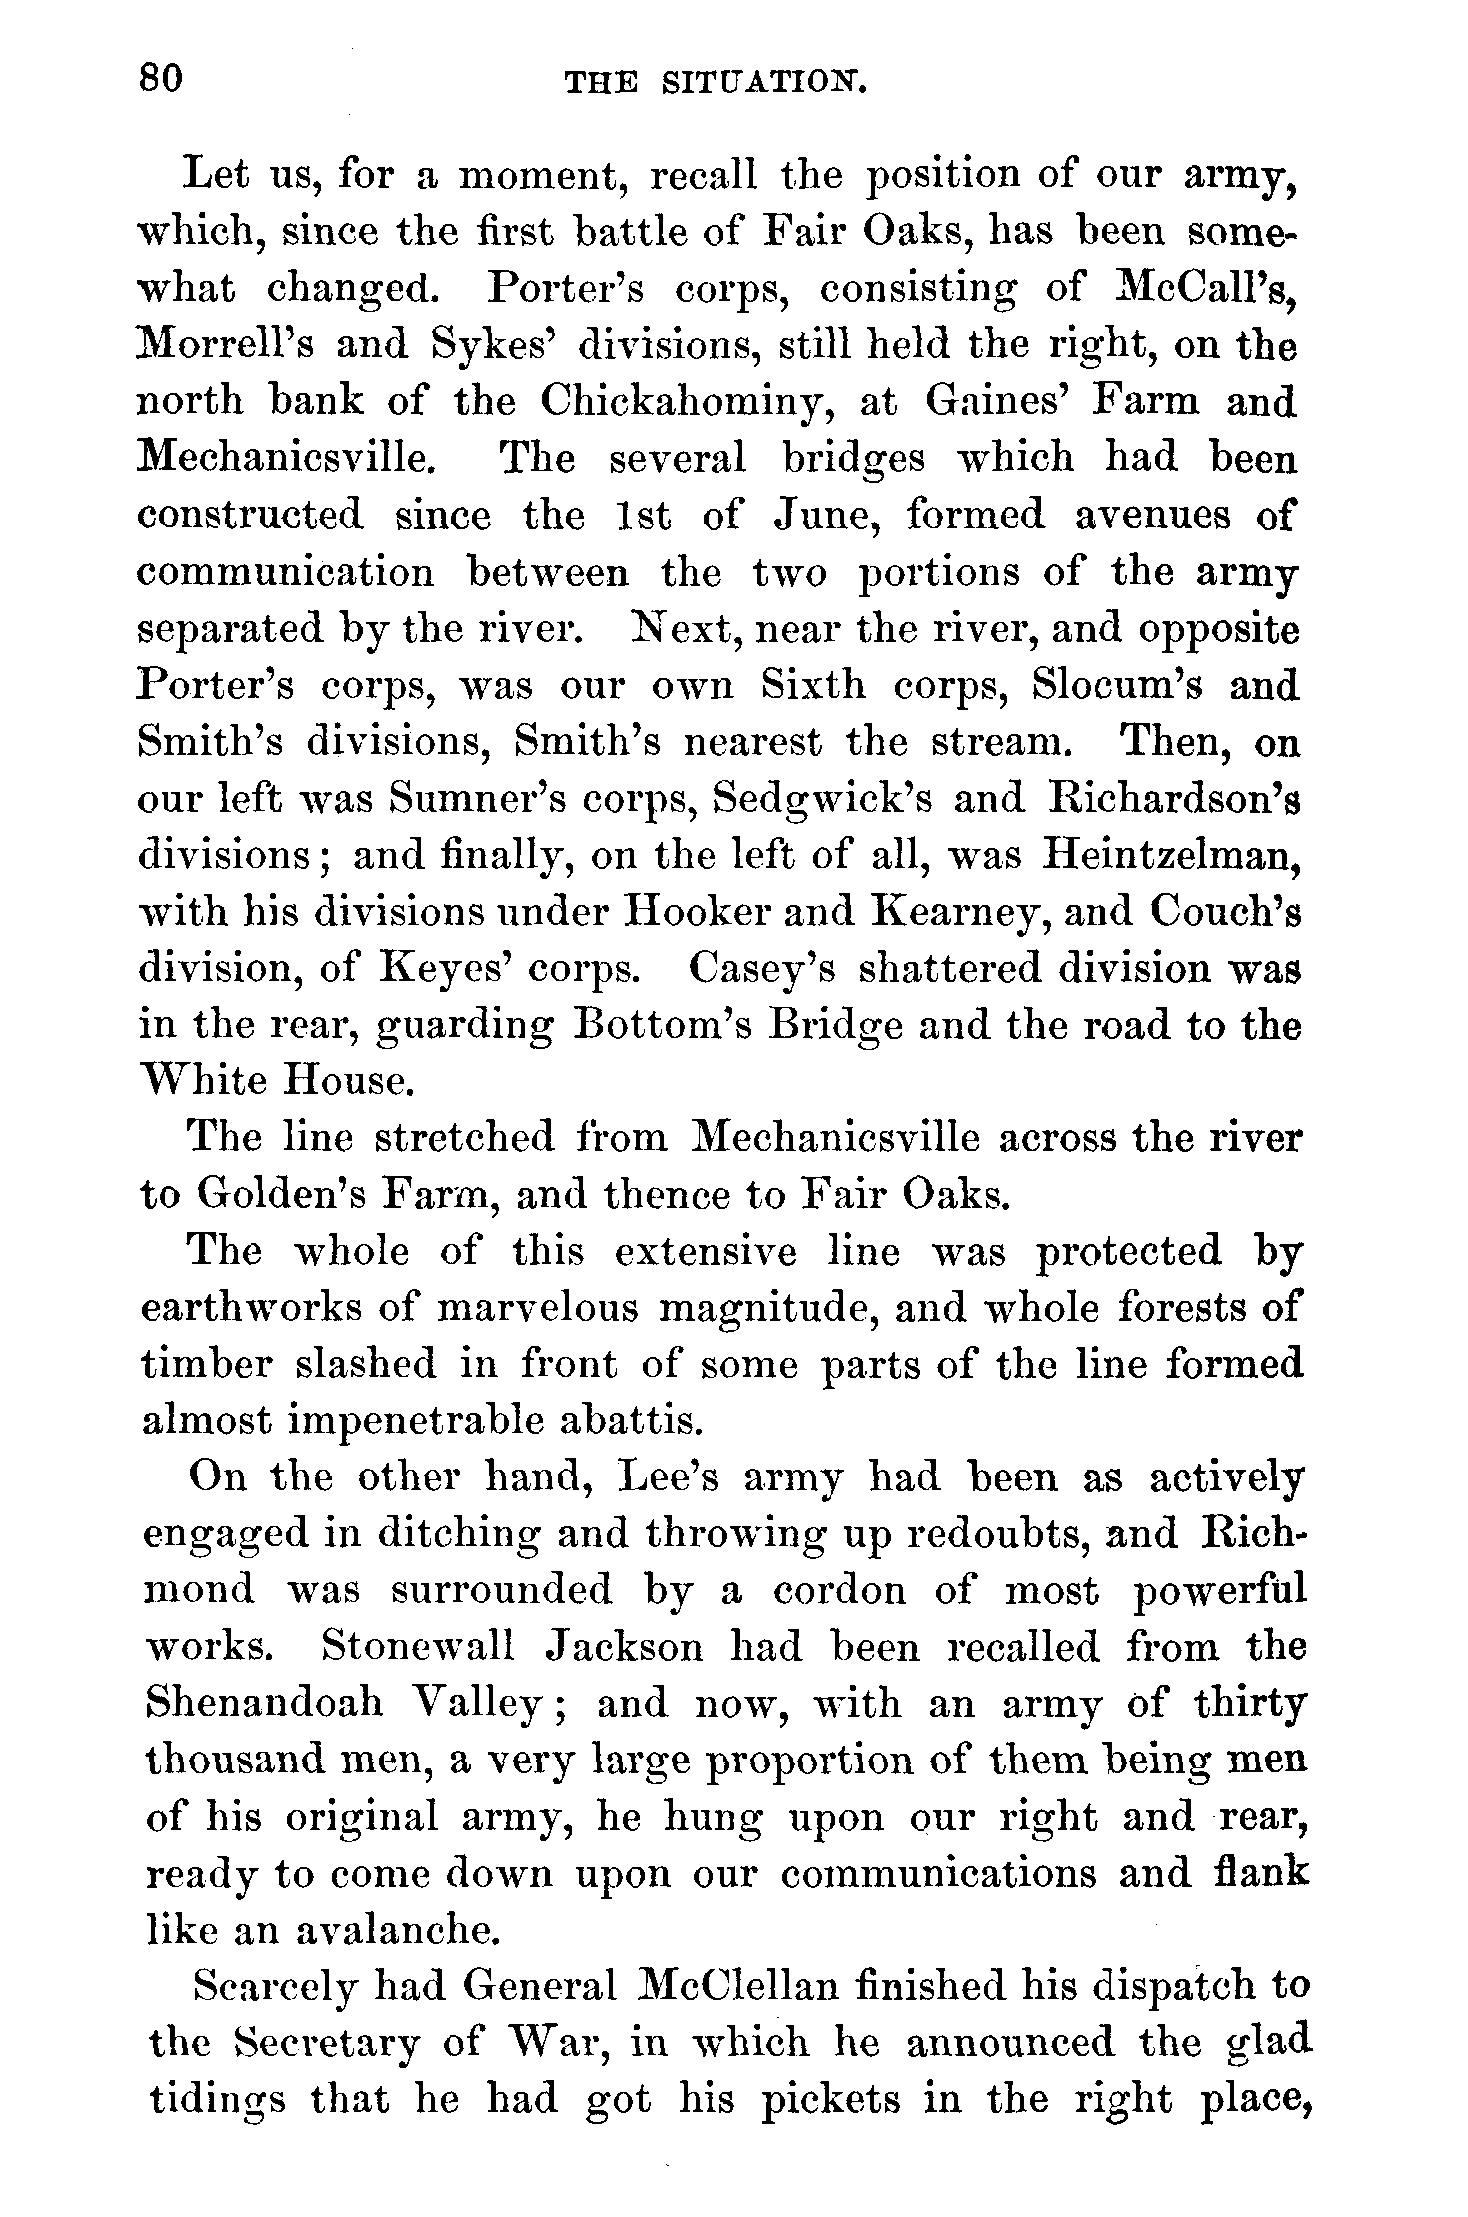 80 THE SITUATION.
Let us, for a moment, recall the position of our army,
which, since the first battle of Fair Oaks, has been some-
what changed. Porter's corps, consisting of McCall's,
Morrell's and Sykes' divisions, still held the right, on the
north bank of the Chickahominy, at Gaines' Farm and
Mechanicsville. The several bridges which had been
constructed since the 1st of June, formed avenues of
communication between the two portions of the army
separated by the river. Next, near the river, and opposite
Porter's corps, was our own Sixth corps, Slocum's and
Smith's divisions, Smith's nearest the stream. Then, on
our left was Sumner's corps, Sedgwick's and Richardson's
divisions; and finally, on the left of all, was Heintzelman,
with his divisions under Hooker and Kearney, and Couch's
division, of Keyes' corps. Casey's shattered division was
in the rear, guarding Bottom's Bridge and the road to the
White House.
The line stretched from Mechanicsville across the river
to Golden's Farm, and thence to Fair Oaks.
The whole of this extensive line was protected by
earthworks of marvelous magnitude, and whole forests of
timber slashed in front of some parts of the line formed
almost impenetrable abattis.
On the other hand, Lee's army had been as actively
engaged in ditching and throwing up redoubts, and Rich-
mond was surrounded by a cordon of most powerful
works. Stonewall Jackson had been recalled from the
Shenandoah Valley; and now, with an army of thirty
thousand men, a very large proportion of them being men
of his original army, he hung upon our right and rear,
ready to come down upon our communications and flank
like an avalanche.
Scarcely had General McClellan finished his dispatch to
the Secretary of War, in which he announced the glad
tidings that he had got his pickets in the right place,